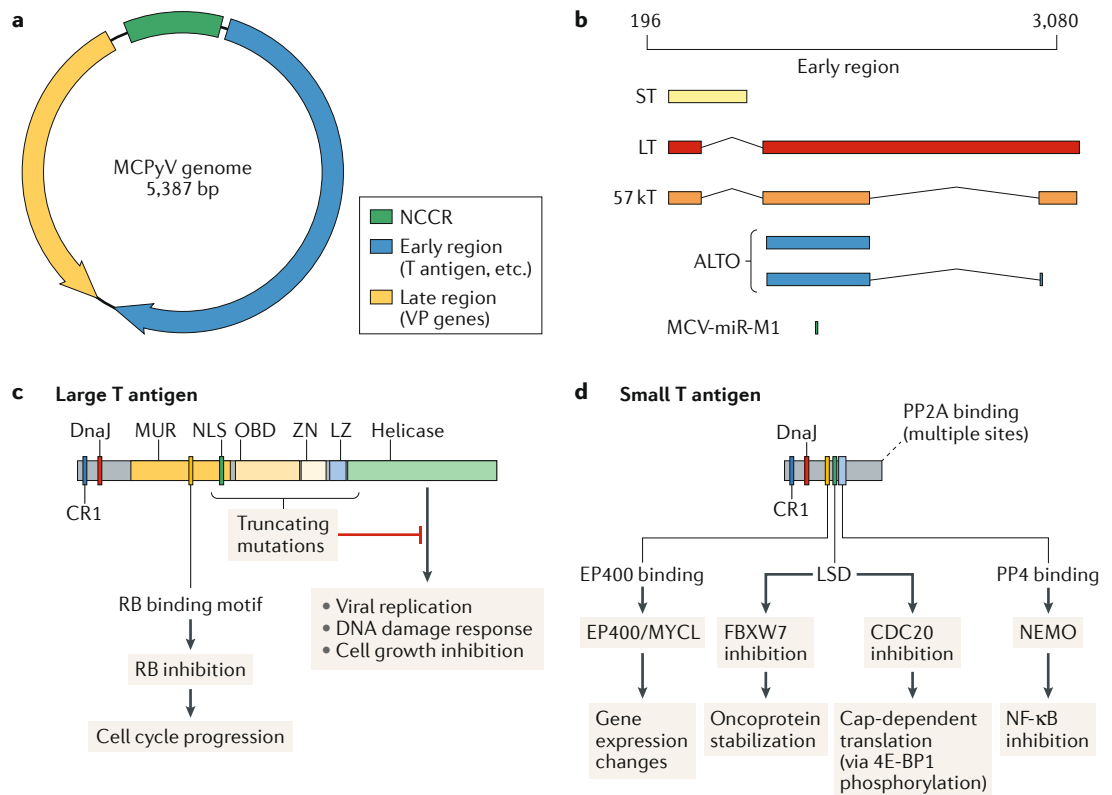 a
MCPyV genome
5,387 bp
NCCR
Early region
(T antigen, etc.)
Late region
(VP genes)
b
196
3,080
Early region
ST
LT
57 kT
ALTO
MCV-miR-M1
c Large T antigen
DnaJ
MUR
NLS
OBD
ZN
LZ
Helicase
CR1
Truncating
mutations
RB binding motif
RB inhibition
Cell cycle progression
• Viral replication
• DNA damage response
• Cell growth inhibition
d Small T antigen
PP2A binding
(multiple sites)
DnaJ
CR1
EP400 binding
LSD
PP4 binding
EP400/MYCL
FBXW7
inhibition
CDC20
inhibition
NEMO
Gene
expression
changes
Oncoprotein
stabilization
Cap-dependent
translation
(via 4E-BP1
phosphorylation)
NF-κB
inhibition